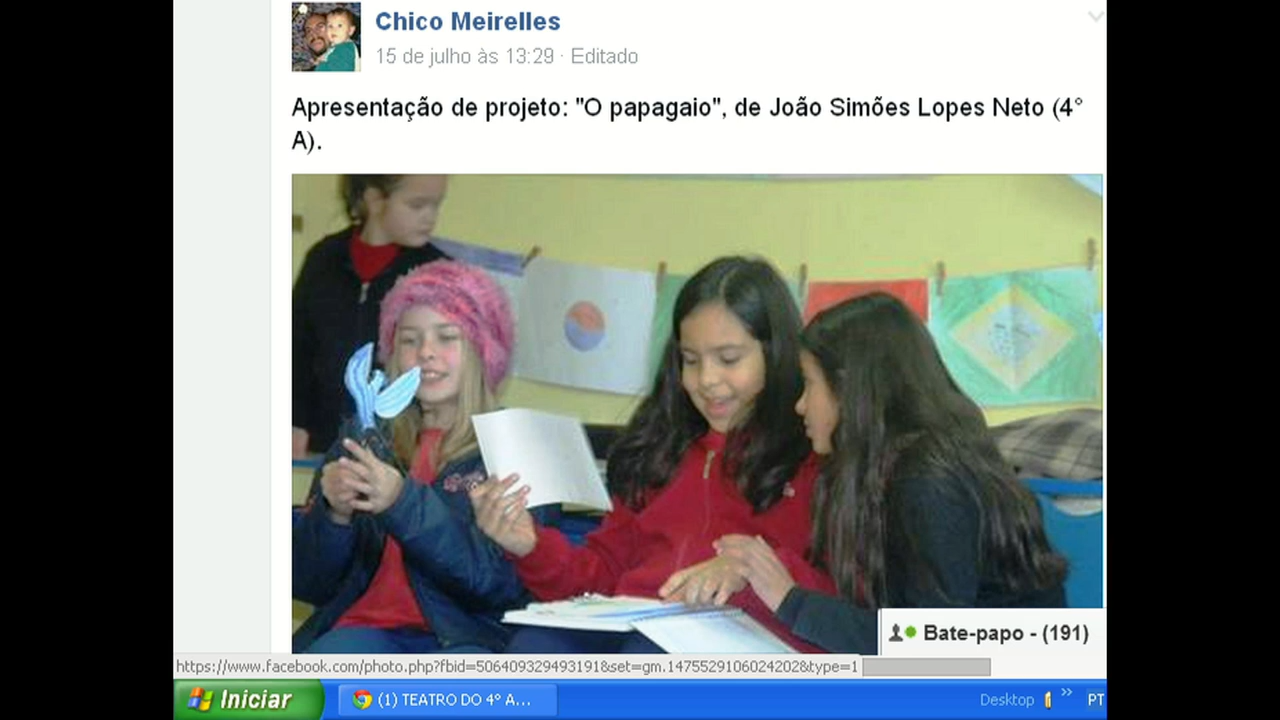 Chico Meirelles
15 de julho às 13:29 · Editado
Apresentação de projeto: "O papagaio", de João Simões Lopes Neto (4°
A).
Bate-papo - (191)
https://www.facebook.com/photo.php?fbid=506409329493191&set=gm.1475529106024202&type=1
Iniciar
(1) TEATRO DO 4° A...
Desktop
»
PT